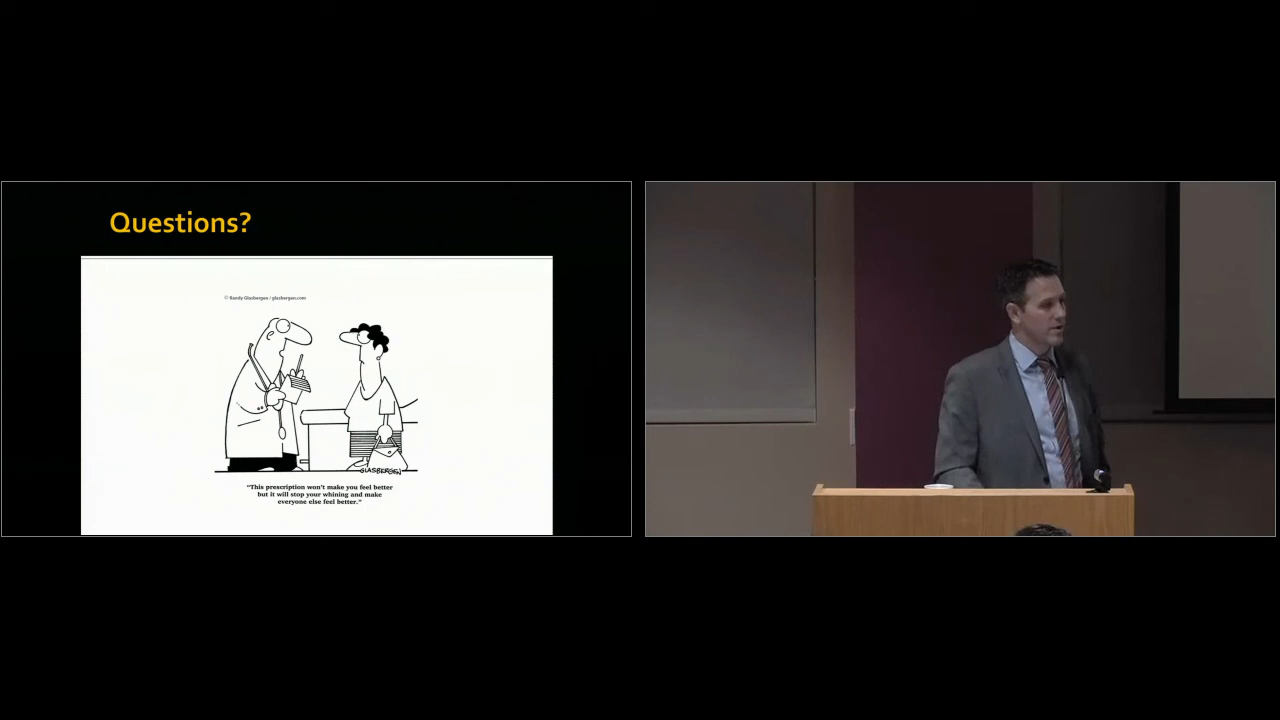 Questions?
© Randy Glasbergen / glasbergen.com
GLASBERGEN
"This prescription won't make you feel better
but it will stop your whining and make
everyone else feel better."